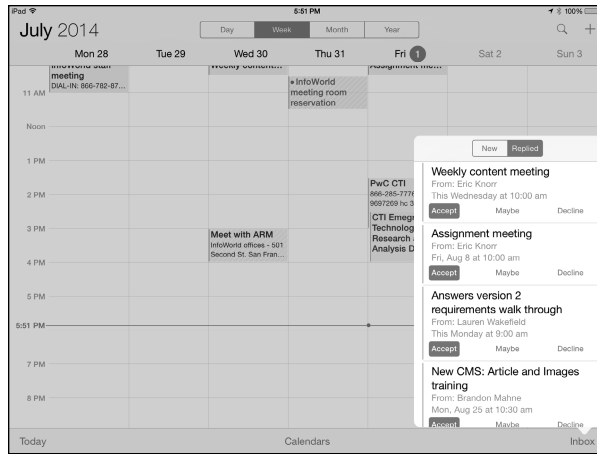 iPad 5:51 PM 100%
July 2014 Day Week Month Year
Mon 28 Tue 29 Wed 30 Thu 31 Fri 1 Sat 2 Sun 3
meeting
DIAL-IN: 866-782-87...
InfoWorld
meeting room
reservation
11 AM
Noon
1 PM
2 PM
3 PM
4 PM
5 PM
5:51 PM
7 PM
8 PM
Meet with ARM
InfoWorld offices - 501
Second St. San Fran...
PwC CTI
866-285-7776
9697269 hc 3
CTI Emegr
Technolog
Research
Analysis D
New Replied
Weekly content meeting
From: Eric Knorr
This Wednesday at 10:00 am
Accept Maybe Decline
Assignment meeting
From: Eric Knorr
Fri, Aug 8 at 10:00 am
Accept Maybe Decline
Answers version 2
requirements walk through
From: Lauren Wakefield
This Monday at 9:00 am
Accept Maybe Decline
New CMS: Article and Images
training
From: Brandon Mahne
Mon, Aug 25 at 10:30 am
Accept Maybe Decline
Today Calendars Inbox